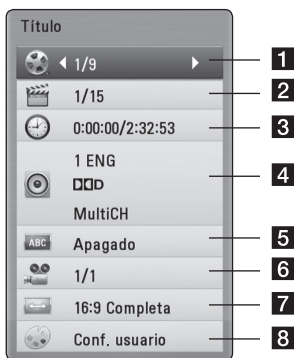 Título
1/9 1
1/15 2
0:00:00/2:32:53 3
1 ENG
DD D 4
MultiCH
ABC Apagado 5
1/1 6
16:9 Completa 7
Conf. usuario 8